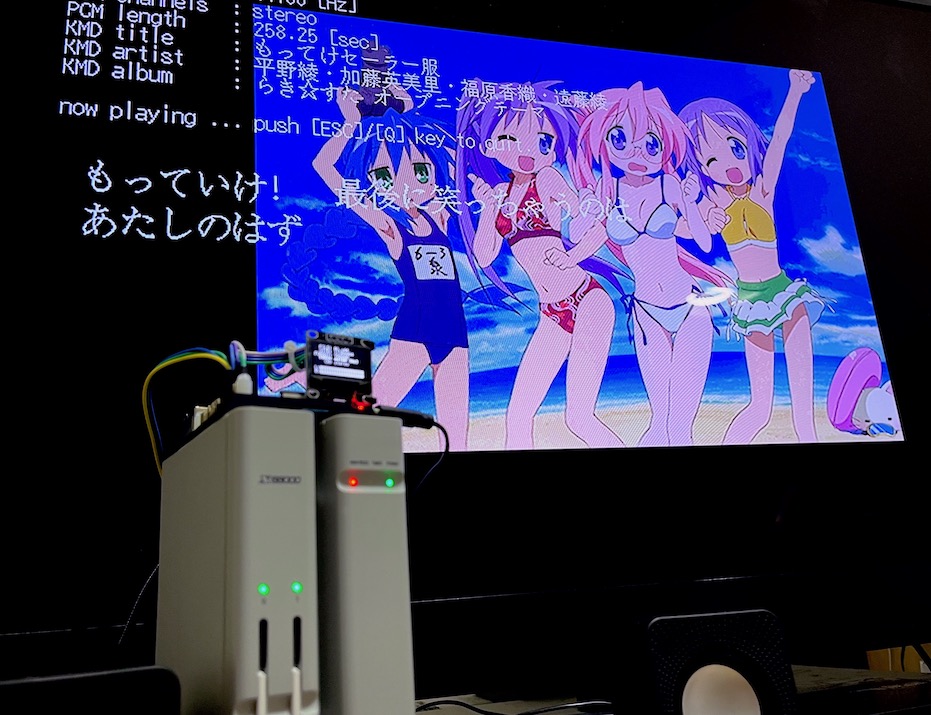 channels : stereo
PCM length : 258.25 [sec]
KMD title : もってけセーラー服
KMD artist : 平野綾・加藤英美里・福原香織・遠藤綾
KMD album : らき☆すた オープニングテーマ
now playing ... push [ESC]/[Q] key to quit.
もっていけ! 最後に笑っちゃうのは
あたしのはず
6-3
泉
X68000